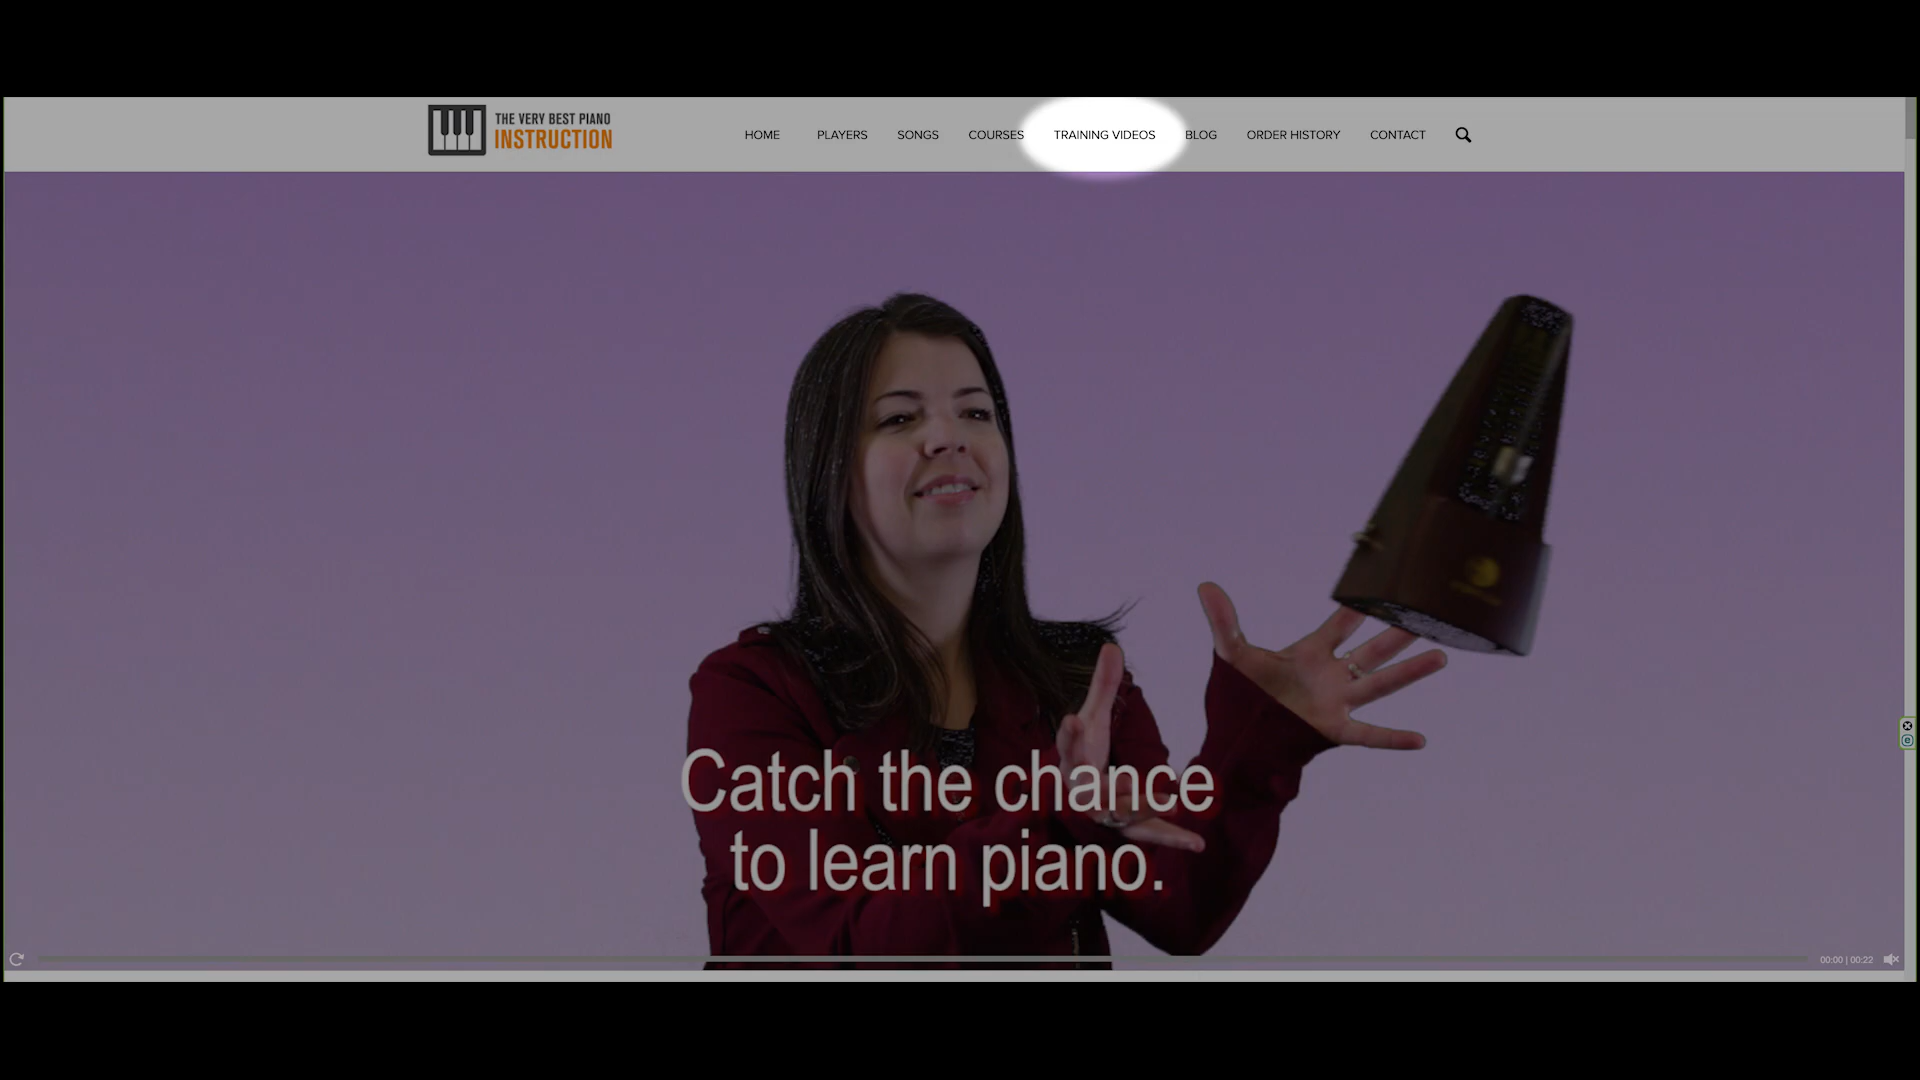 THE VERY BEST PIANO
INSTRUCTION
HOME PLAYERS SONGS COURSES TRAINING VIDEOS BLOG ORDER HISTORY CONTACT
Catch the chance
to learn piano.
00:00 | 00:22